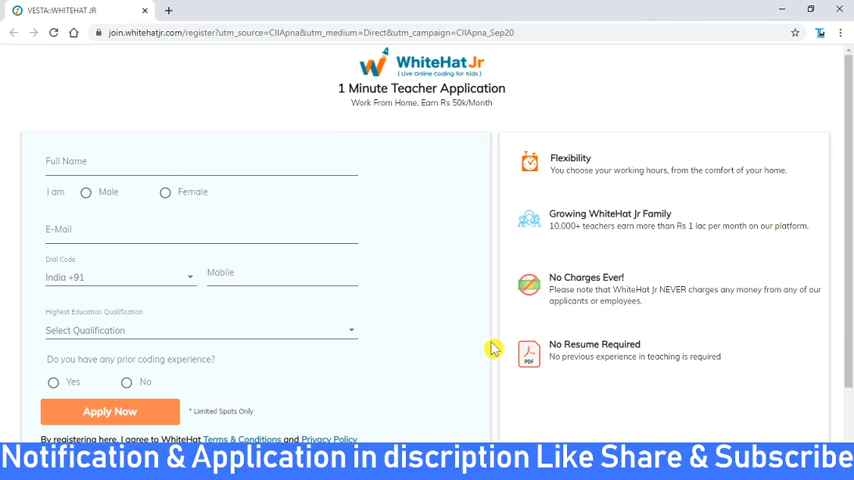 VESTA::WHITEHAT JR
join.whitehatjr.com/register?utm_source=CIIApna&utm_medium=Direct&utm_campaign=CIIApna_Sep20
WhiteHat Jr
( Live Online Coding for Kids )
1 Minute Teacher Application
Work From Home, Earn Rs 50k/Month
Full Name
I am Male Female
E-Mail
Dial Code
India +91
Mobile
Highest Education Qualification
Select Qualification
Do you have any prior coding experience?
Yes No
Apply Now
* Limited Spots Only
By registering here, I agree to WhiteHat Terms & Conditions and Privacy Policy
Flexibility
You choose your working hours, from the comfort of your home.
Growing WhiteHat Jr Family
10,000+ teachers earn more than Rs 1 lac per month on our platform.
No Charges Ever!
Please note that WhiteHat Jr NEVER charges any money from any of our
applicants or employees.
PDF
No Resume Required
No previous experience in teaching is required
Notification & Application in discription Like Share & Subscribe